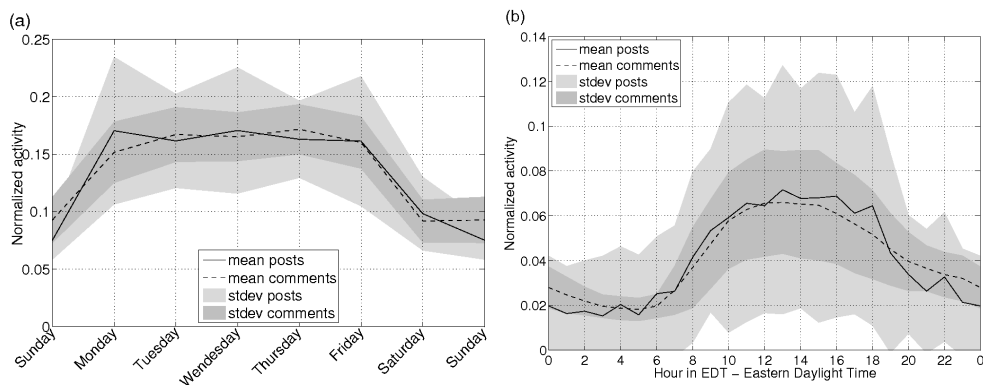 (a)
0.25
0.2
0.15
0.1
0.05
0
Normalized activity
mean posts
mean comments
stdev posts
stdev comments
Sunday
Monday
Tuesday
Wendesday
Thursday
Friday
Saturday
Sunday
(b)
0.14
0.12
0.1
0.08
0.06
0.04
0.02
0
Normalized activity
mean posts
mean comments
stdev posts
stdev comments
0 2 4 6 8 10 12 14 16 18 20 22 0
Hour in EDT − Eastern Daylight Time